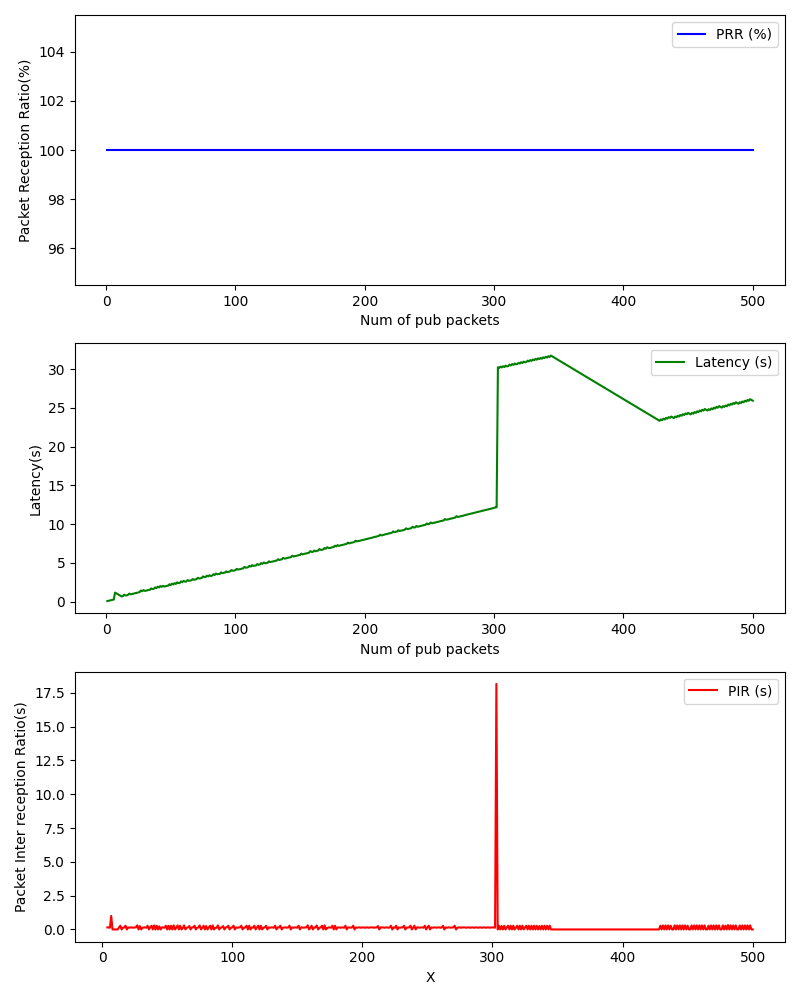 PRR (%)
Packet Reception Ratio(%)
104
102
100
98
96
0 100 200 300 400 500
Num of pub packets
Latency (s)
Latency(s)
30
25
20
15
10
5
0
0 100 200 300 400 500
Num of pub packets
PIR (s)
Packet Inter reception Ratio(s)
17.5
15.0
12.5
10.0
7.5
5.0
2.5
0.0
0 100 200 300 400 500
X